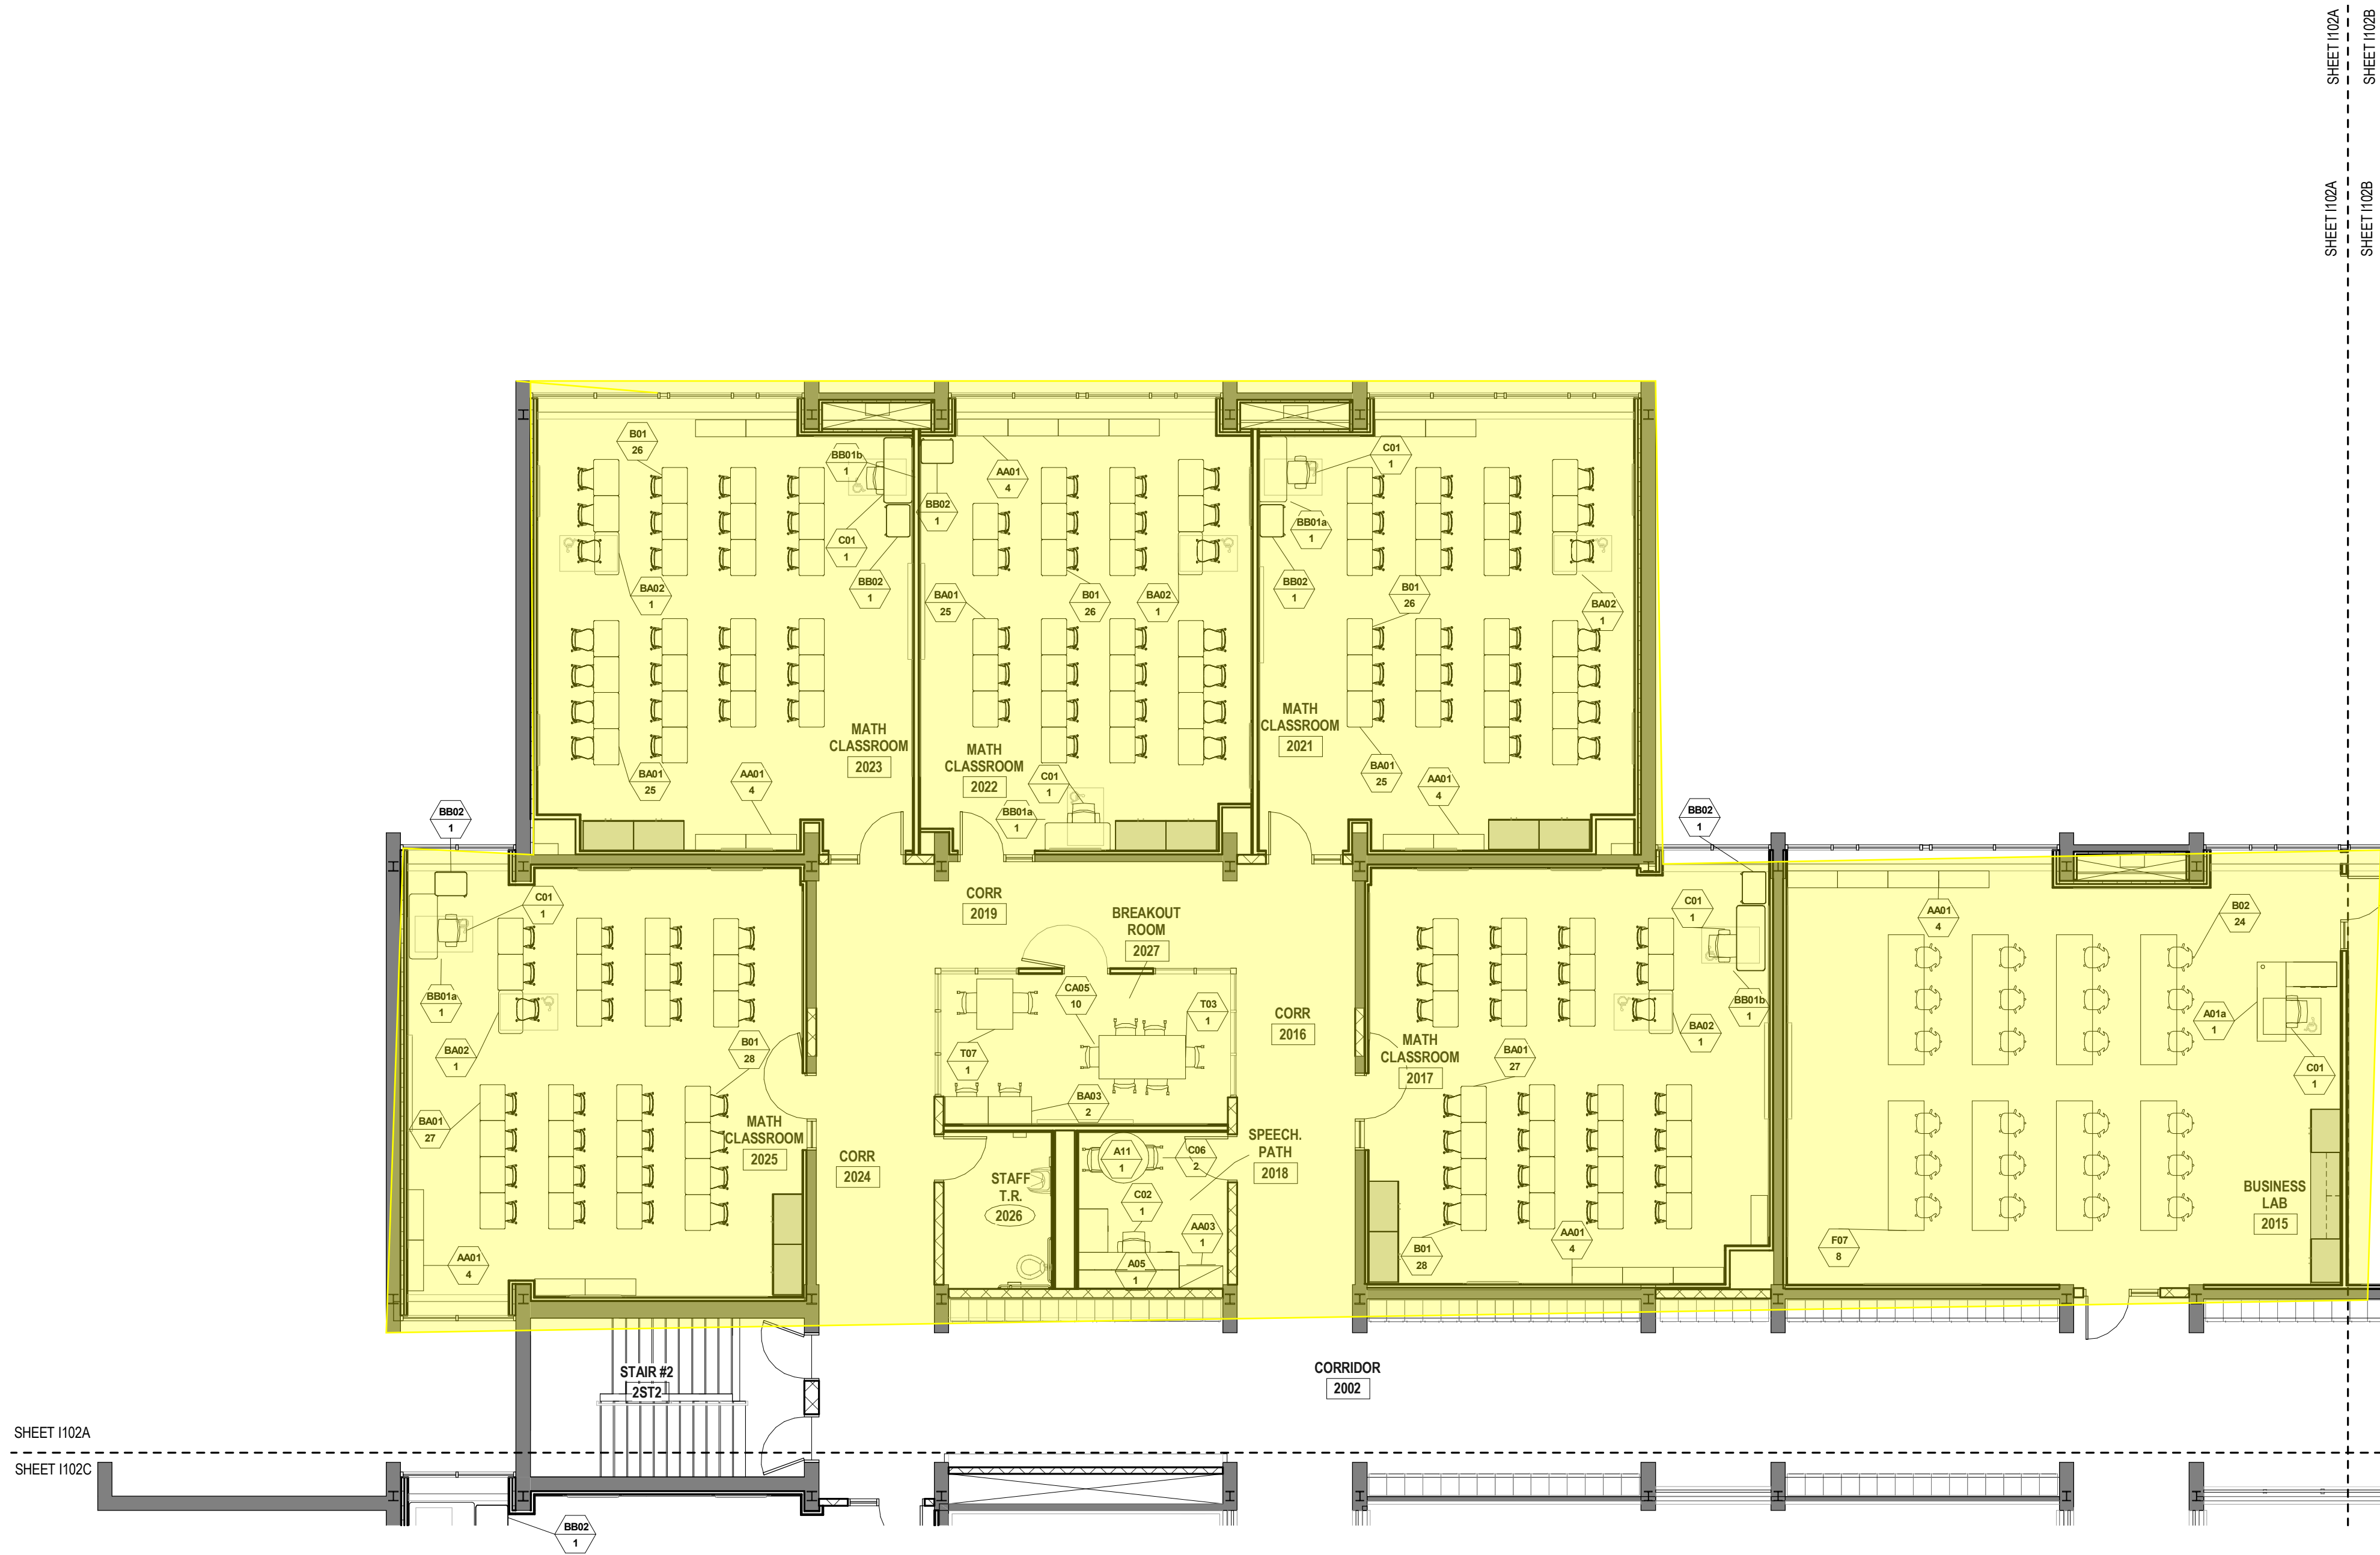 SHEET I102A
SHEET I102B
SHEET I102A
SHEET I102B
B01
26
BB01b
1
AA01
4
C01
1
BB02
1
BB01a
1
C01
1
BB02
1
BB02
1
BA02
1
BA01
25
B01
26
BA02
1
B01
26
BA02
1
MATH
CLASSROOM
2023
MATH
CLASSROOM
2022
MATH
CLASSROOM
2021
BA01
25
AA01
4
C01
1
BB01a
1
BA01
25
AA01
4
BB02
1
BB02
1
C01
1
CORR
2019
BREAKOUT
ROOM
2027
C01
1
AA01
4
B02
24
BB01a
1
CA05
10
T03
1
BB01b
1
A01a
1
BA02
1
B01
28
T07
1
CORR
2016
MATH
CLASSROOM
2017
BA01
27
BA02
1
C01
1
BA01
27
MATH
CLASSROOM
2025
BA03
2
CORR
2024
STAFF
T.R.
2026
A11
1
C06
2
SPEECH.
PATH
2018
C02
1
AA03
1
A05
1
BUSINESS
LAB
2015
AA01
4
B01
28
AA01
4
F07
8
STAIR #2
2ST2
CORRIDOR
2002
SHEET I102A
SHEET I102C
BB02
1